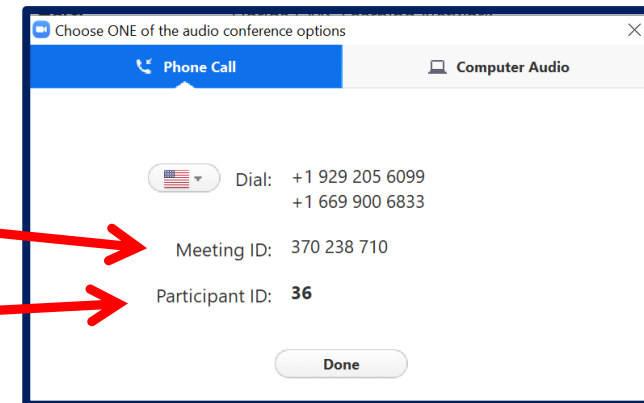 Choose ONE of the audio conference options
Phone Call
Computer Audio
Dial: +1 929 205 6099
+1 669 900 6833
Meeting ID: 370 238 710
Participant ID: 36
Done